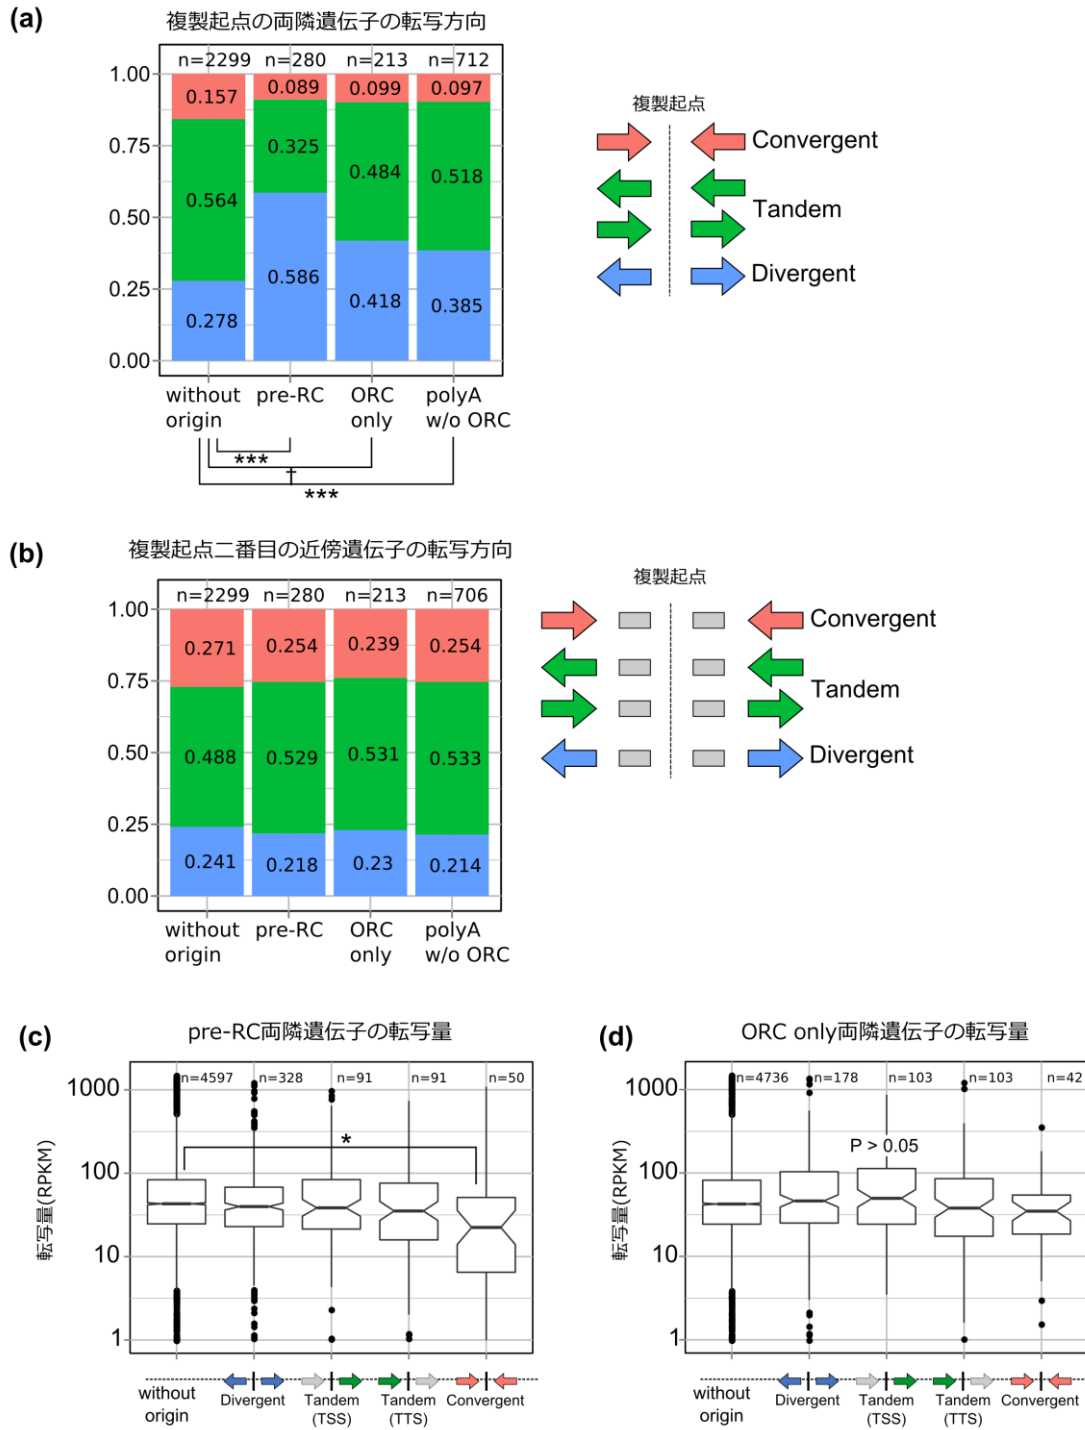 (a)
複製起点の両隣遺伝子の転写方向
n=2299 n=280 n=213 n=712
1.00
0.75
0.50
0.25
0.00
0.157 0.089 0.099 0.097
0.564 0.325 0.484 0.518
0.278 0.586 0.418 0.385
without origin
pre-RC
ORC only
polyA w/o ORC
***
†
***
複製起点
Convergent
Tandem
Divergent
(b)
複製起点二番目の近傍遺伝子の転写方向
n=2299 n=280 n=213 n=706
1.00
0.75
0.50
0.25
0.00
0.271 0.254 0.239 0.254
0.488 0.529 0.531 0.533
0.241 0.218 0.23 0.214
without origin
pre-RC
ORC only
polyA w/o ORC
複製起点
Convergent
Tandem
Divergent
(c)
pre-RC両隣遺伝子の転写量
転写量(RPKM)
1000
100
10
1
n=4597 n=328 n=91 n=91 n=50
*
without origin
Divergent
Tandem (TSS)
Tandem (TTS)
Convergent
(d)
ORC only両隣遺伝子の転写量
転写量(RPKM)
1000
100
10
1
n=4736 n=178 n=103 n=103 n=42
P > 0.05
without origin
Divergent
Tandem (TSS)
Tandem (TTS)
Convergent